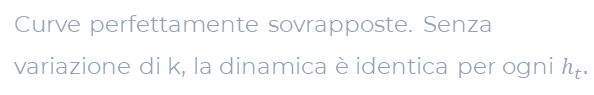 Curve perfettamente sovrapposte. Senza
variazione di k, la dinamica è identica per ogni hₜ.